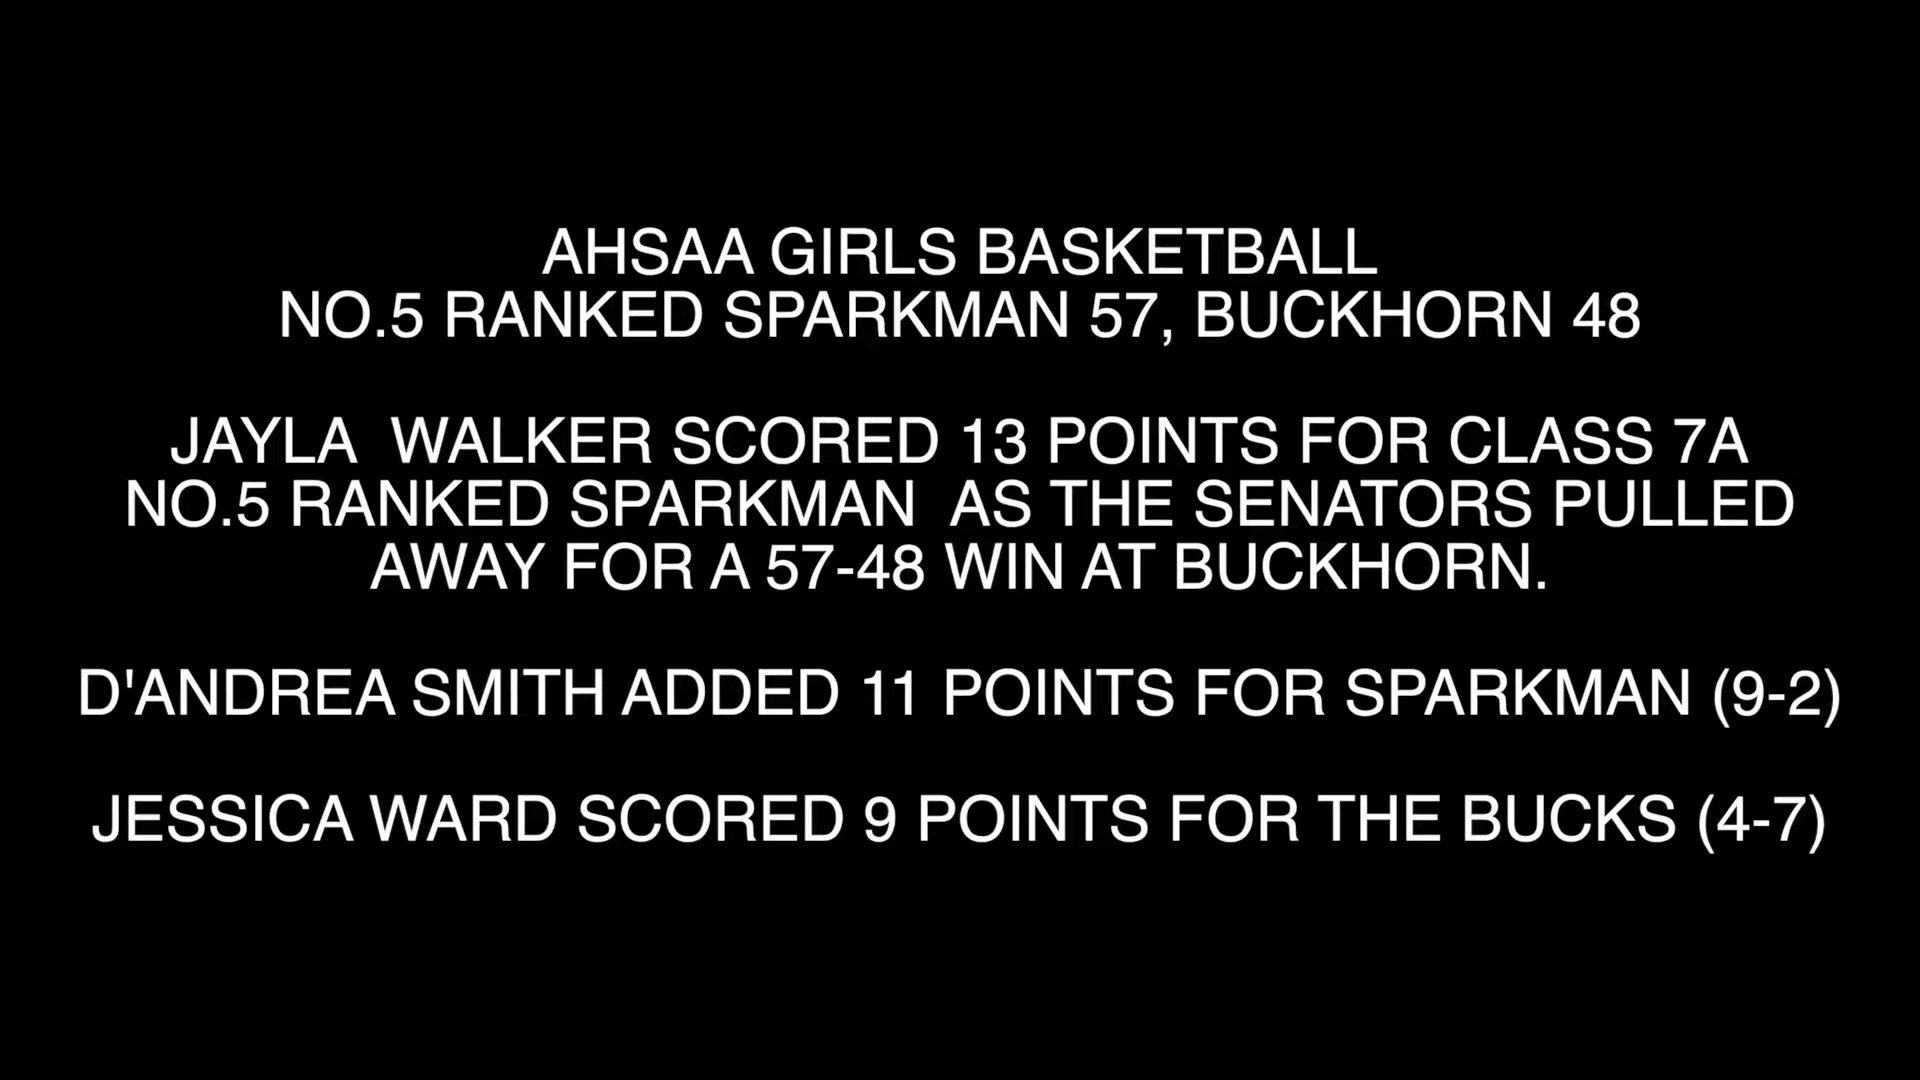 AHSAA GIRLS BASKETBALL
NO.5 RANKED SPARKMAN 57, BUCKHORN 48
JAYLA  WALKER SCORED 13 POINTS FOR CLASS 7A
NO.5 RANKED SPARKMAN  AS THE SENATORS PULLED
AWAY FOR A 57-48 WIN AT BUCKHORN.
D'ANDREA SMITH ADDED 11 POINTS FOR SPARKMAN (9-2)
JESSICA WARD SCORED 9 POINTS FOR THE BUCKS (4-7)